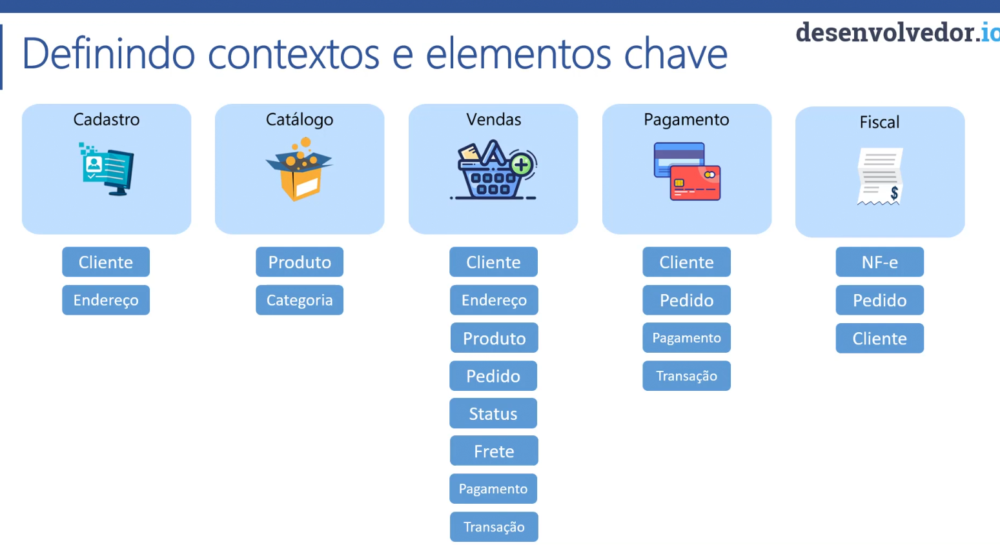 desenvolvedor.io
Definindo contextos e elementos chave
Cadastro
Cliente
Endereço
Catálogo
Produto
Categoria
Vendas
Cliente
Endereço
Produto
Pedido
Status
Frete
Pagamento
Transação
Pagamento
Cliente
Pedido
Pagamento
Transação
Fiscal
$
NF-e
Pedido
Cliente